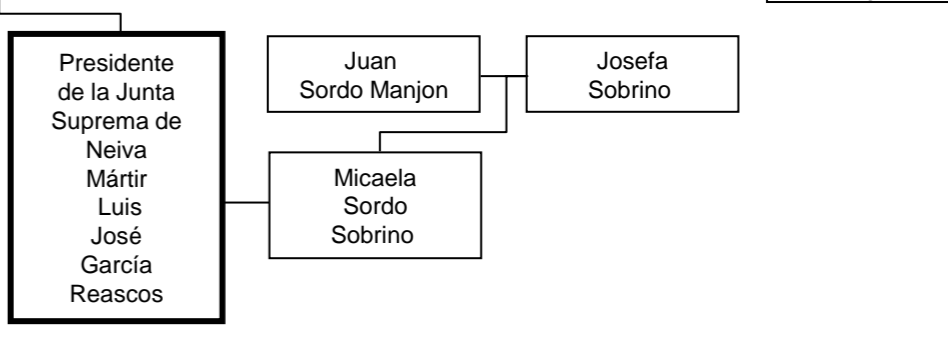 Presidente
de la Junta
Suprema de
Neiva
Mártir
Luis
José
García
Reascos
Juan
Sordo Manjon
Josefa
Sobrino
Micaela
Sordo
Sobrino